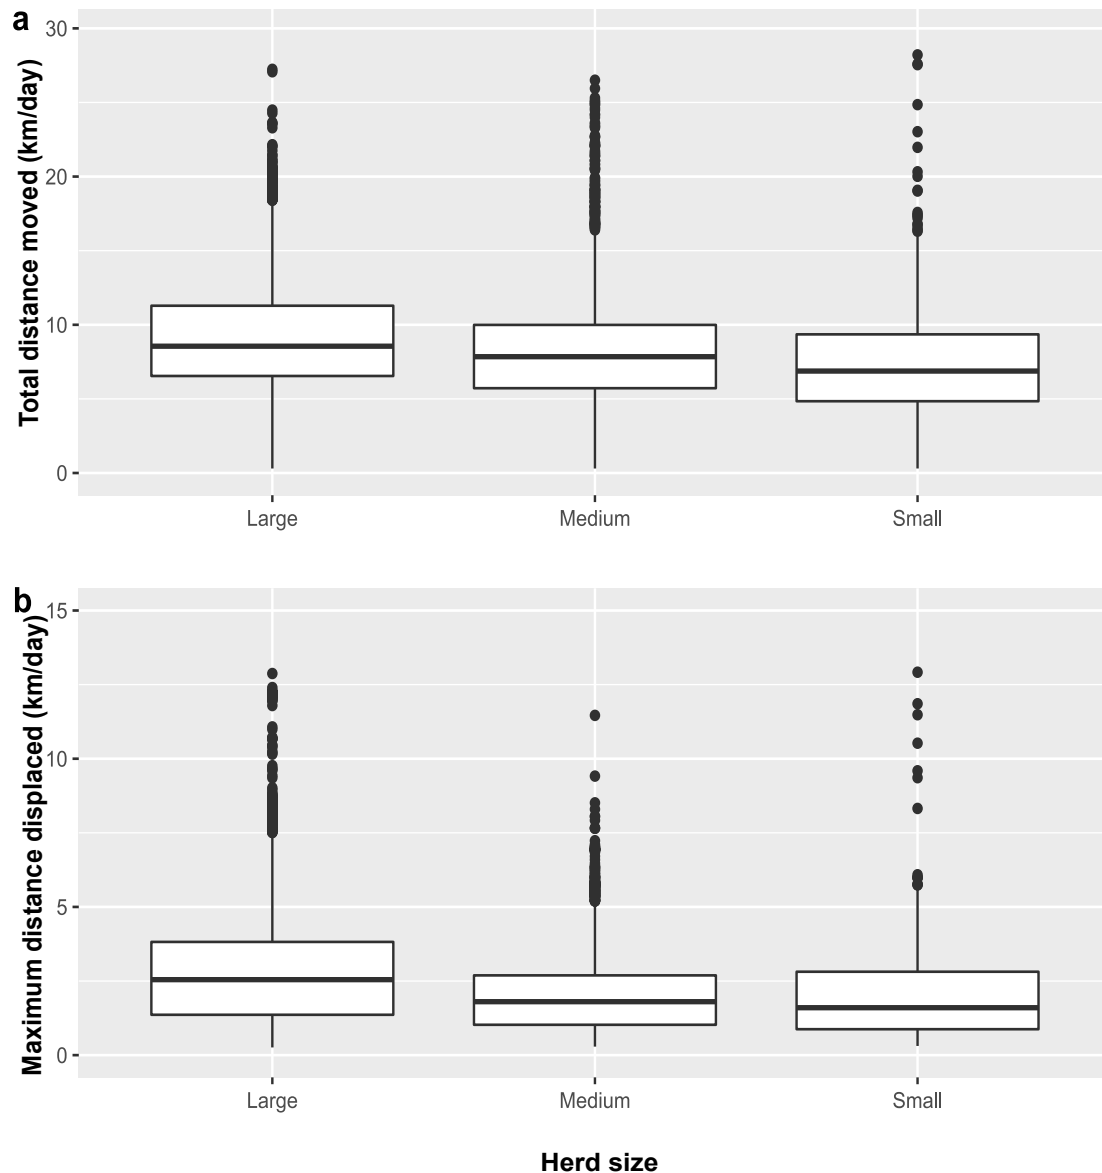 a
Total distance moved (km/day)
30
20
10
0
Large Medium Small
b
Maximum distance displaced (km/day)
15
10
5
0
Large Medium Small
Herd size